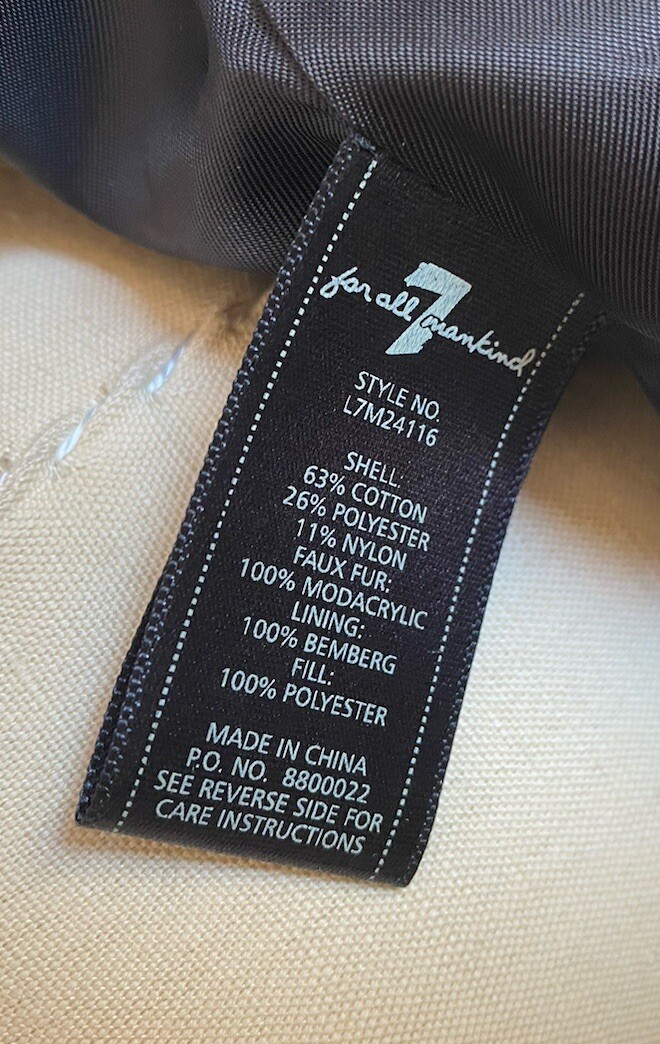 7 for all mankind
STYLE NO.
L7M24116
SHELL:
63% COTTON
26% POLYESTER
11% NYLON
FAUX FUR:
100% MODACRYLIC
LINING:
100% BEMBERG
FILL:
100% POLYESTER
MADE IN CHINA
P.O. NO. 8800022
SEE REVERSE SIDE FOR
CARE INSTRUCTIONS